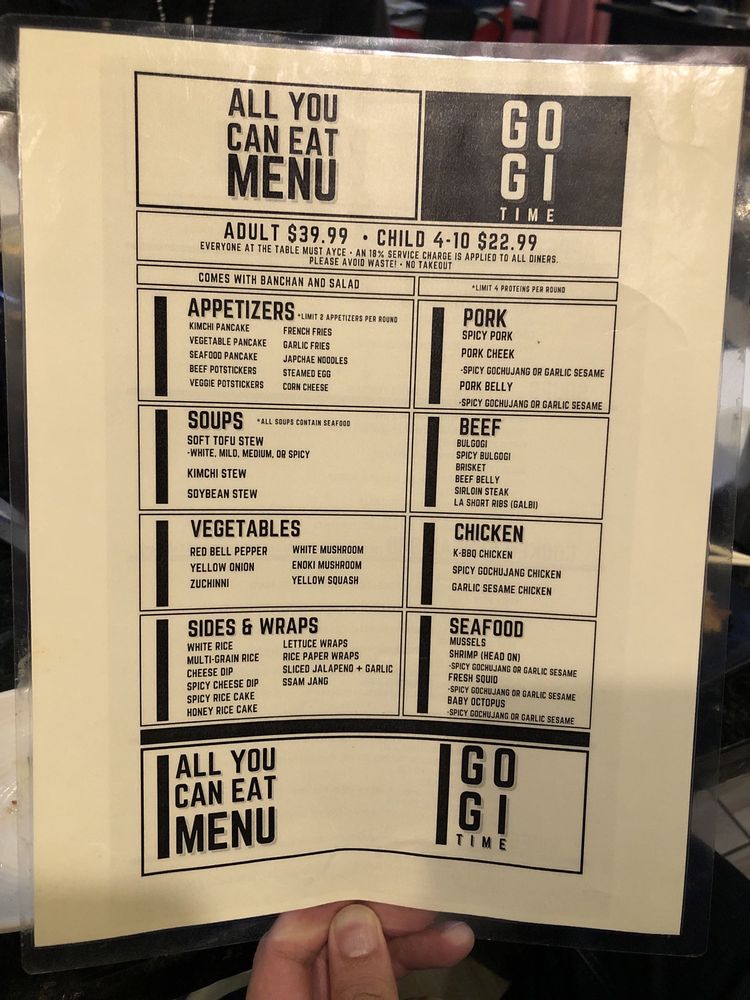 ALL YOU
CAN EAT
MENU
GO
GI
TIME
ADULT $39.99 • CHILD 4-10 $22.99
EVERYONE AT THE TABLE MUST AYCE • AN 18% SERVICE CHARGE IS APPLIED TO ALL DINERS.
PLEASE AVOID WASTE! • NO TAKEOUT
COMES WITH BANCHAN AND SALAD
*LIMIT 4 PROTEINS PER ROUND
APPETIZERS *LIMIT 2 APPETIZERS PER ROUND
KIMCHI PANCAKE
VEGETABLE PANCAKE
SEAFOOD PANCAKE
BEEF POTSTICKERS
VEGGIE POTSTICKERS
FRENCH FRIES
GARLIC FRIES
JAPCHAE NOODLES
STEAMED EGG
CORN CHEESE
PORK
SPICY PORK
PORK CHEEK
-SPICY GOCHUJANG OR GARLIC SESAME
PORK BELLY
-SPICY GOCHUJANG OR GARLIC SESAME
SOUPS *ALL SOUPS CONTAIN SEAFOOD
SOFT TOFU STEW
-WHITE, MILD, MEDIUM, OR SPICY
KIMCHI STEW
SOYBEAN STEW
BEEF
BULGOGI
SPICY BULGOGI
BRISKET
BEEF BELLY
SIRLOIN STEAK
LA SHORT RIBS (GALBI)
VEGETABLES
RED BELL PEPPER
YELLOW ONION
ZUCHINNI
WHITE MUSHROOM
ENOKI MUSHROOM
YELLOW SQUASH
CHICKEN
K-BBQ CHICKEN
SPICY GOCHUJANG CHICKEN
GARLIC SESAME CHICKEN
SIDES & WRAPS
WHITE RICE
MULTI-GRAIN RICE
CHEESE DIP
SPICY CHEESE DIP
SPICY RICE CAKE
HONEY RICE CAKE
LETTUCE WRAPS
RICE PAPER WRAPS
SLICED JALAPENO + GARLIC
SSAM JANG
SEAFOOD
MUSSELS
SHRIMP (HEAD ON)
-SPICY GOCHUJANG OR GARLIC SESAME
FRESH SQUID
-SPICY GOCHUJANG OR GARLIC SESAME
BABY OCTOPUS
-SPICY GOCHUJANG OR GARLIC SESAME
ALL YOU
CAN EAT
MENU
GO
GI
TIME